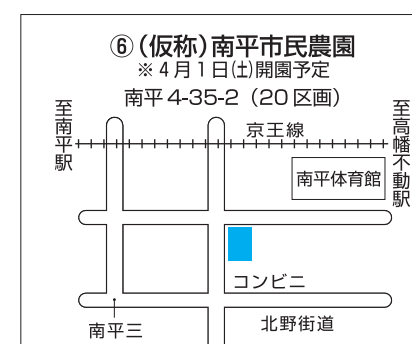 ⑥(仮称)南平市民農園
※4月1日(土)開園予定
南平4-35-2(20区画)
至南平駅
京王線
至高幡不動駅
南平体育館
コンビニ
南平三
北野街道